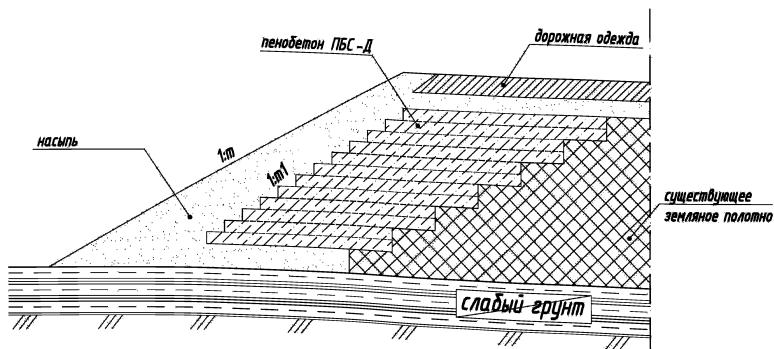 пенобетон ПБС-Д
дорожная одежда
насыпь
1:m
1:m1
существующее
земляное полотно
слабый грунт